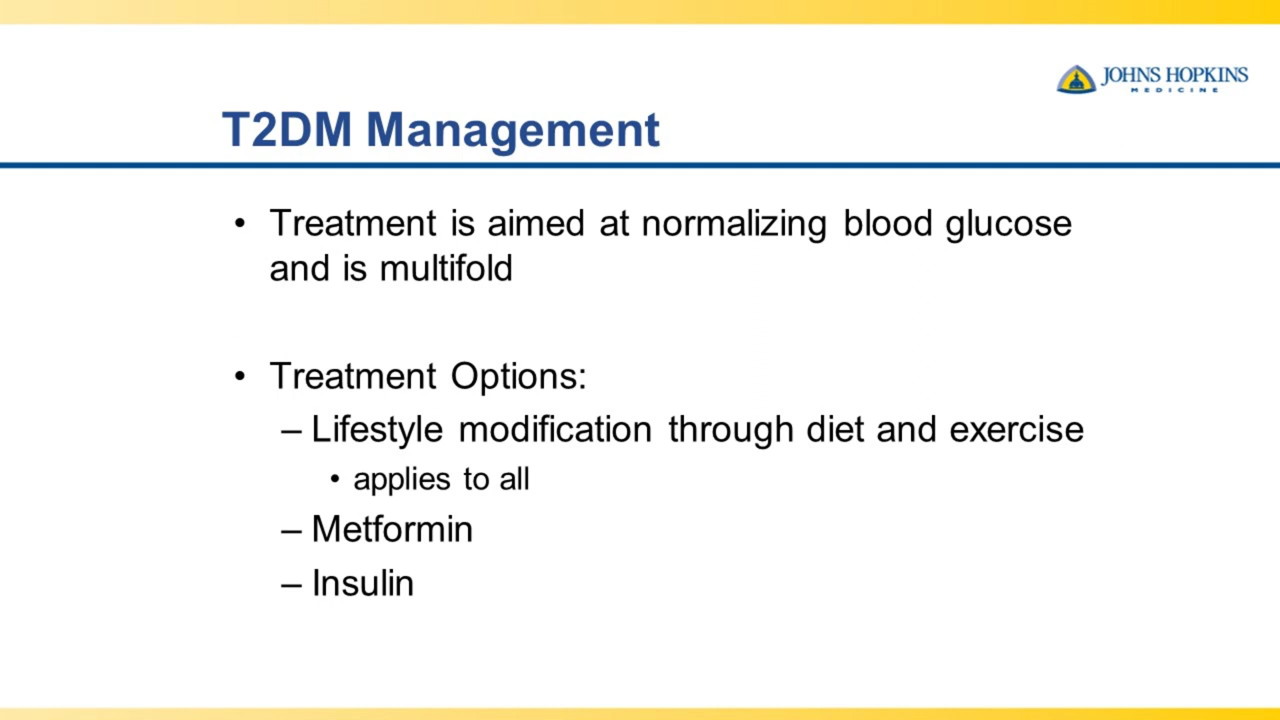 JOHNS HOPKINS
MEDICINE
T2DM Management
• Treatment is aimed at normalizing blood glucose
and is multifold
• Treatment Options:
– Lifestyle modification through diet and exercise
• applies to all
– Metformin
– Insulin